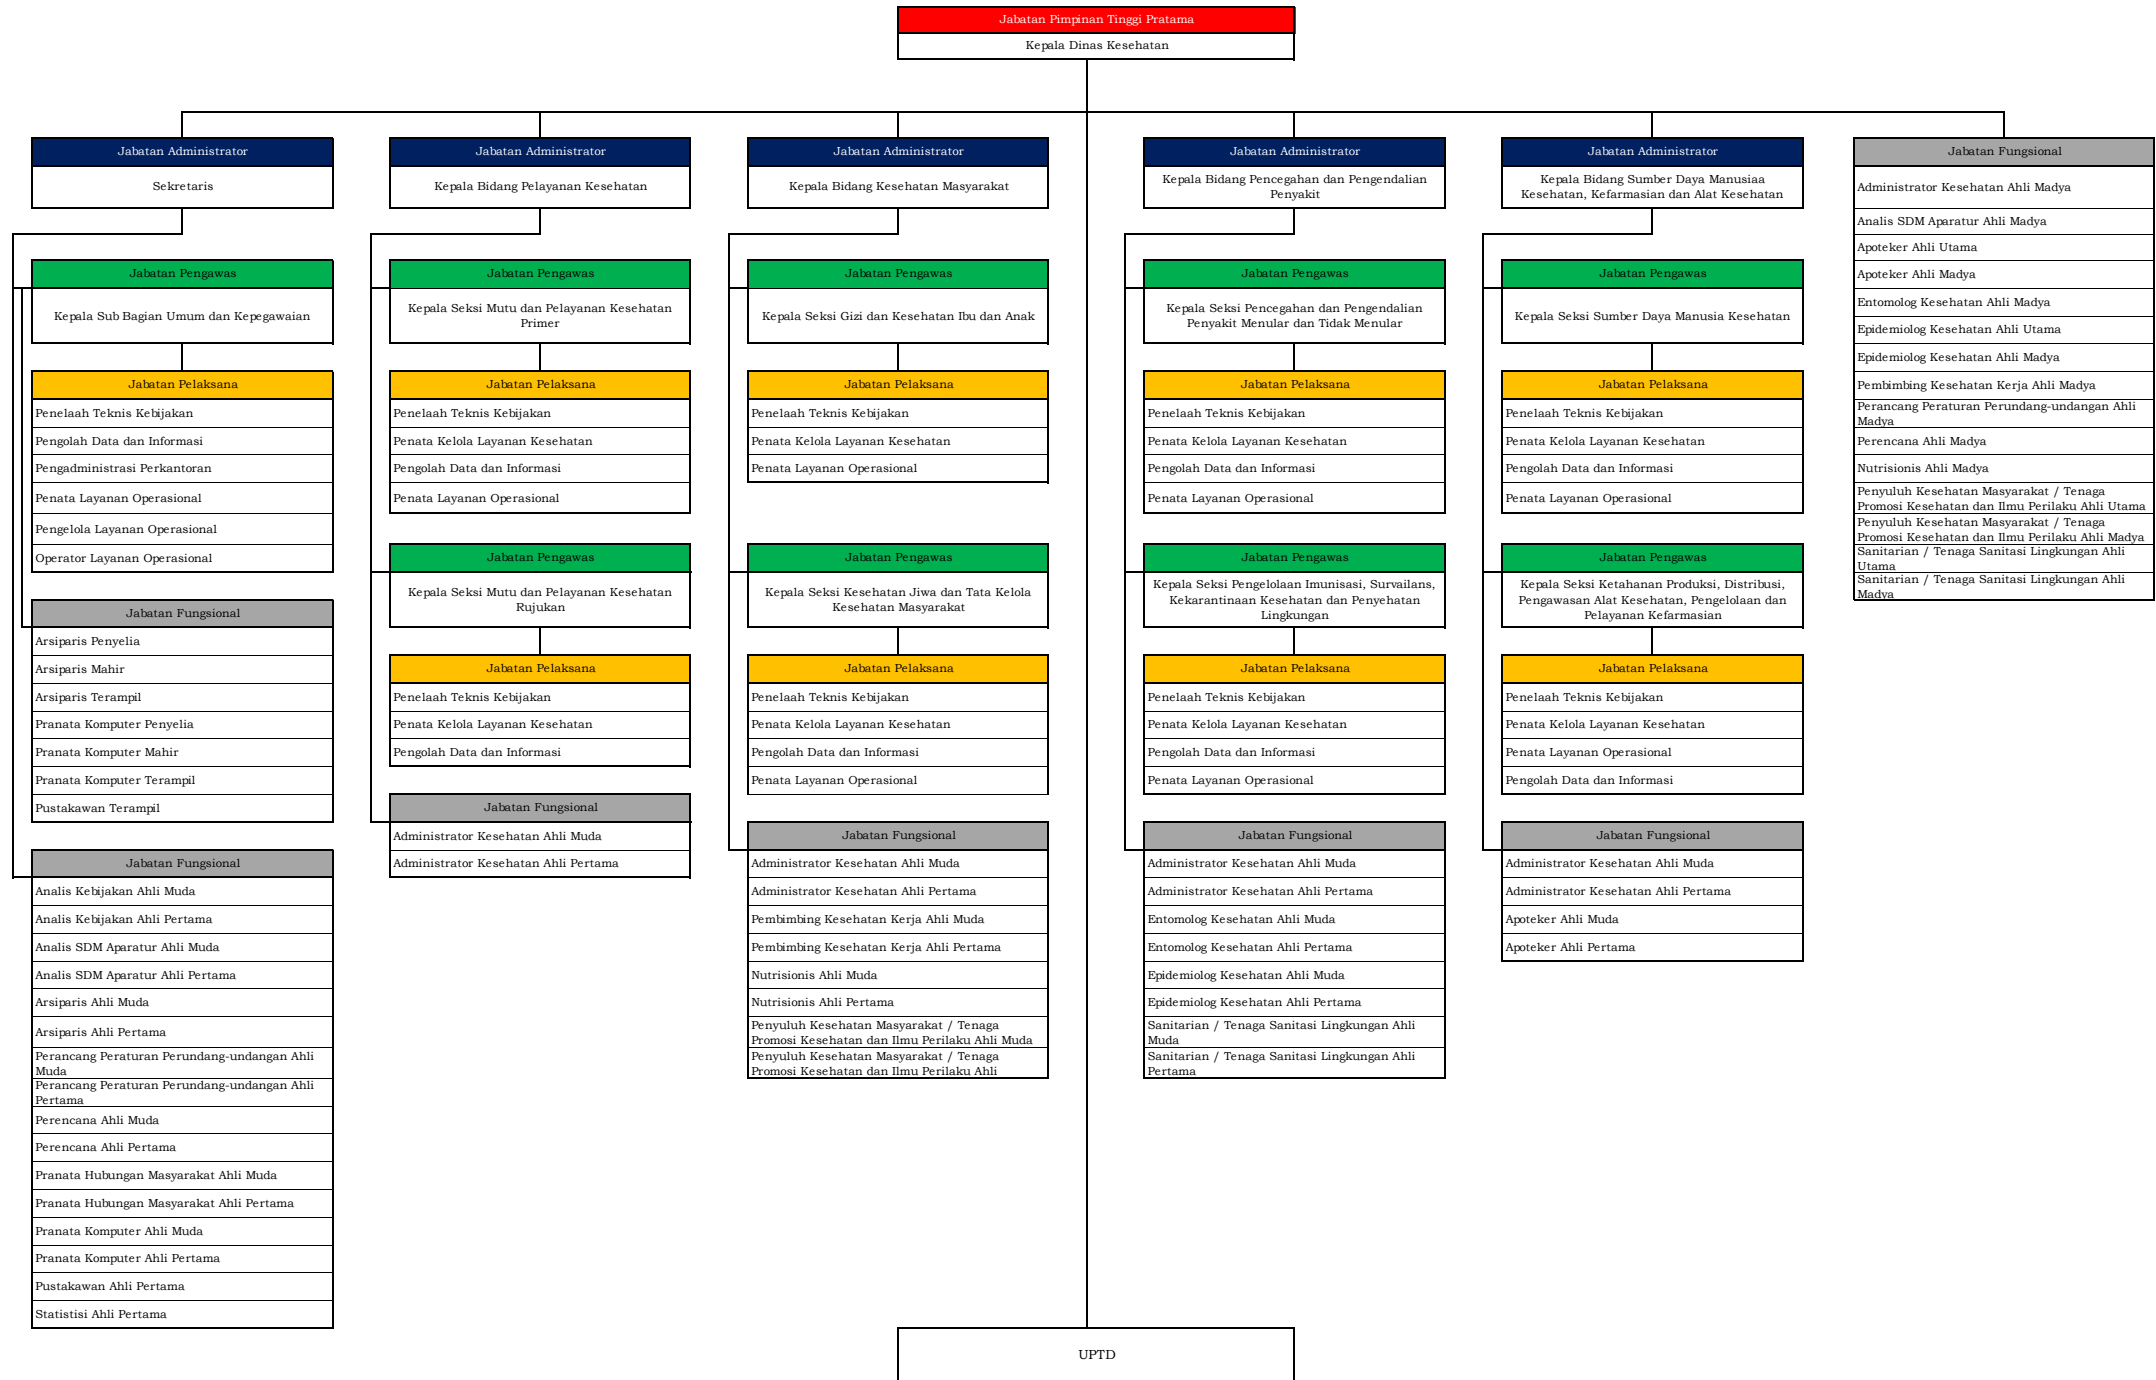 Jabatan Pimpinan Tinggi Pratama
Kepala Dinas Kesehatan
Jabatan Administrator
Sekretaris
Jabatan Pengawas
Kepala Sub Bagian Umum dan Kepegawaian
Jabatan Pelaksana
Penelaah Teknis Kebijakan
Pengolah Data dan Informasi
Pengadministrasi Perkantoran
Penata Layanan Operasional
Pengelola Layanan Operasional
Operator Layanan Operasional
Jabatan Fungsional
Arsiparis Penyelia
Arsiparis Mahir
Arsiparis Terampil
Pranata Komputer Penyelia
Pranata Komputer Mahir
Pranata Komputer Terampil
Pustakawan Terampil
Jabatan Fungsional
Analis Kebijakan Ahli Muda
Analis Kebijakan Ahli Pertama
Analis SDM Aparatur Ahli Muda
Analis SDM Aparatur Ahli Pertama
Arsiparis Ahli Muda
Arsiparis Ahli Pertama
Perancang Peraturan Perundang-undangan Ahli
Muda
Perancang Peraturan Perundang-undangan Ahli
Pertama
Perencana Ahli Muda
Perencana Ahli Pertama
Pranata Hubungan Masyarakat Ahli Muda
Pranata Hubungan Masyarakat Ahli Pertama
Pranata Komputer Ahli Muda
Pranata Komputer Ahli Pertama
Pustakawan Ahli Pertama
Statistisi Ahli Pertama
Jabatan Administrator
Kepala Bidang Pelayanan Kesehatan
Jabatan Pengawas
Kepala Seksi Mutu dan Pelayanan Kesehatan
Primer
Jabatan Pelaksana
Penelaah Teknis Kebijakan
Penata Kelola Layanan Kesehatan
Pengolah Data dan Informasi
Penata Layanan Operasional
Jabatan Pengawas
Kepala Seksi Mutu dan Pelayanan Kesehatan
Rujukan
Jabatan Pelaksana
Penelaah Teknis Kebijakan
Penata Kelola Layanan Kesehatan
Pengolah Data dan Informasi
Jabatan Fungsional
Administrator Kesehatan Ahli Muda
Administrator Kesehatan Ahli Pertama
Jabatan Administrator
Kepala Bidang Kesehatan Masyarakat
Jabatan Pengawas
Kepala Seksi Gizi dan Kesehatan Ibu dan Anak
Jabatan Pelaksana
Penelaah Teknis Kebijakan
Penata Kelola Layanan Kesehatan
Penata Layanan Operasional
Jabatan Pengawas
Kepala Seksi Kesehatan Jiwa dan Tata Kelola
Kesehatan Masyarakat
Jabatan Pelaksana
Penelaah Teknis Kebijakan
Penata Kelola Layanan Kesehatan
Pengolah Data dan Informasi
Penata Layanan Operasional
Jabatan Fungsional
Administrator Kesehatan Ahli Muda
Administrator Kesehatan Ahli Pertama
Pembimbing Kesehatan Kerja Ahli Muda
Pembimbing Kesehatan Kerja Ahli Pertama
Nutrisionis Ahli Muda
Nutrisionis Ahli Pertama
Penyuluh Kesehatan Masyarakat / Tenaga
Promosi Kesehatan dan Ilmu Perilaku Ahli Muda
Penyuluh Kesehatan Masyarakat / Tenaga
Promosi Kesehatan dan Ilmu Perilaku Ahli
Jabatan Administrator
Kepala Bidang Pencegahan dan Pengendalian
Penyakit
Jabatan Pengawas
Kepala Seksi Pencegahan dan Pengendalian
Penyakit Menular dan Tidak Menular
Jabatan Pelaksana
Penelaah Teknis Kebijakan
Penata Kelola Layanan Kesehatan
Pengolah Data dan Informasi
Penata Layanan Operasional
Jabatan Pengawas
Kepala Seksi Pengelolaan Imunisasi, Survailans,
Kekarantinaan Kesehatan dan Penyehatan
Lingkungan
Jabatan Pelaksana
Penelaah Teknis Kebijakan
Penata Kelola Layanan Kesehatan
Pengolah Data dan Informasi
Penata Layanan Operasional
Jabatan Fungsional
Administrator Kesehatan Ahli Muda
Administrator Kesehatan Ahli Pertama
Entomolog Kesehatan Ahli Muda
Entomolog Kesehatan Ahli Pertama
Epidemiolog Kesehatan Ahli Muda
Epidemiolog Kesehatan Ahli Pertama
Sanitarian / Tenaga Sanitasi Lingkungan Ahli
Muda
Sanitarian / Tenaga Sanitasi Lingkungan Ahli
Pertama
Jabatan Administrator
Kepala Bidang Sumber Daya Manusiaa
Kesehatan, Kefarmasian dan Alat Kesehatan
Jabatan Pengawas
Kepala Seksi Sumber Daya Manusia Kesehatan
Jabatan Pelaksana
Penelaah Teknis Kebijakan
Penata Kelola Layanan Kesehatan
Pengolah Data dan Informasi
Penata Layanan Operasional
Jabatan Pengawas
Kepala Seksi Ketahanan Produksi, Distribusi,
Pengawasan Alat Kesehatan, Pengelolaan dan
Pelayanan Kefarmasian
Jabatan Pelaksana
Penelaah Teknis Kebijakan
Penata Kelola Layanan Kesehatan
Penata Layanan Operasional
Pengolah Data dan Informasi
Jabatan Fungsional
Administrator Kesehatan Ahli Muda
Administrator Kesehatan Ahli Pertama
Apoteker Ahli Muda
Apoteker Ahli Pertama
Jabatan Fungsional
Administrator Kesehatan Ahli Madya
Analis SDM Aparatur Ahli Madya
Apoteker Ahli Utama
Apoteker Ahli Madya
Entomolog Kesehatan Ahli Madya
Epidemiolog Kesehatan Ahli Utama
Epidemiolog Kesehatan Ahli Madya
Pembimbing Kesehatan Kerja Ahli Madya
Perancang Peraturan Perundang-undangan Ahli
Madya
Perencana Ahli Madya
Nutrisionis Ahli Madya
Penyuluh Kesehatan Masyarakat / Tenaga
Promosi Kesehatan dan Ilmu Perilaku Ahli Utama
Penyuluh Kesehatan Masyarakat / Tenaga
Promosi Kesehatan dan Ilmu Perilaku Ahli Madya
Sanitarian / Tenaga Sanitasi Lingkungan Ahli
Utama
Sanitarian / Tenaga Sanitasi Lingkungan Ahli
Madya
UPTD